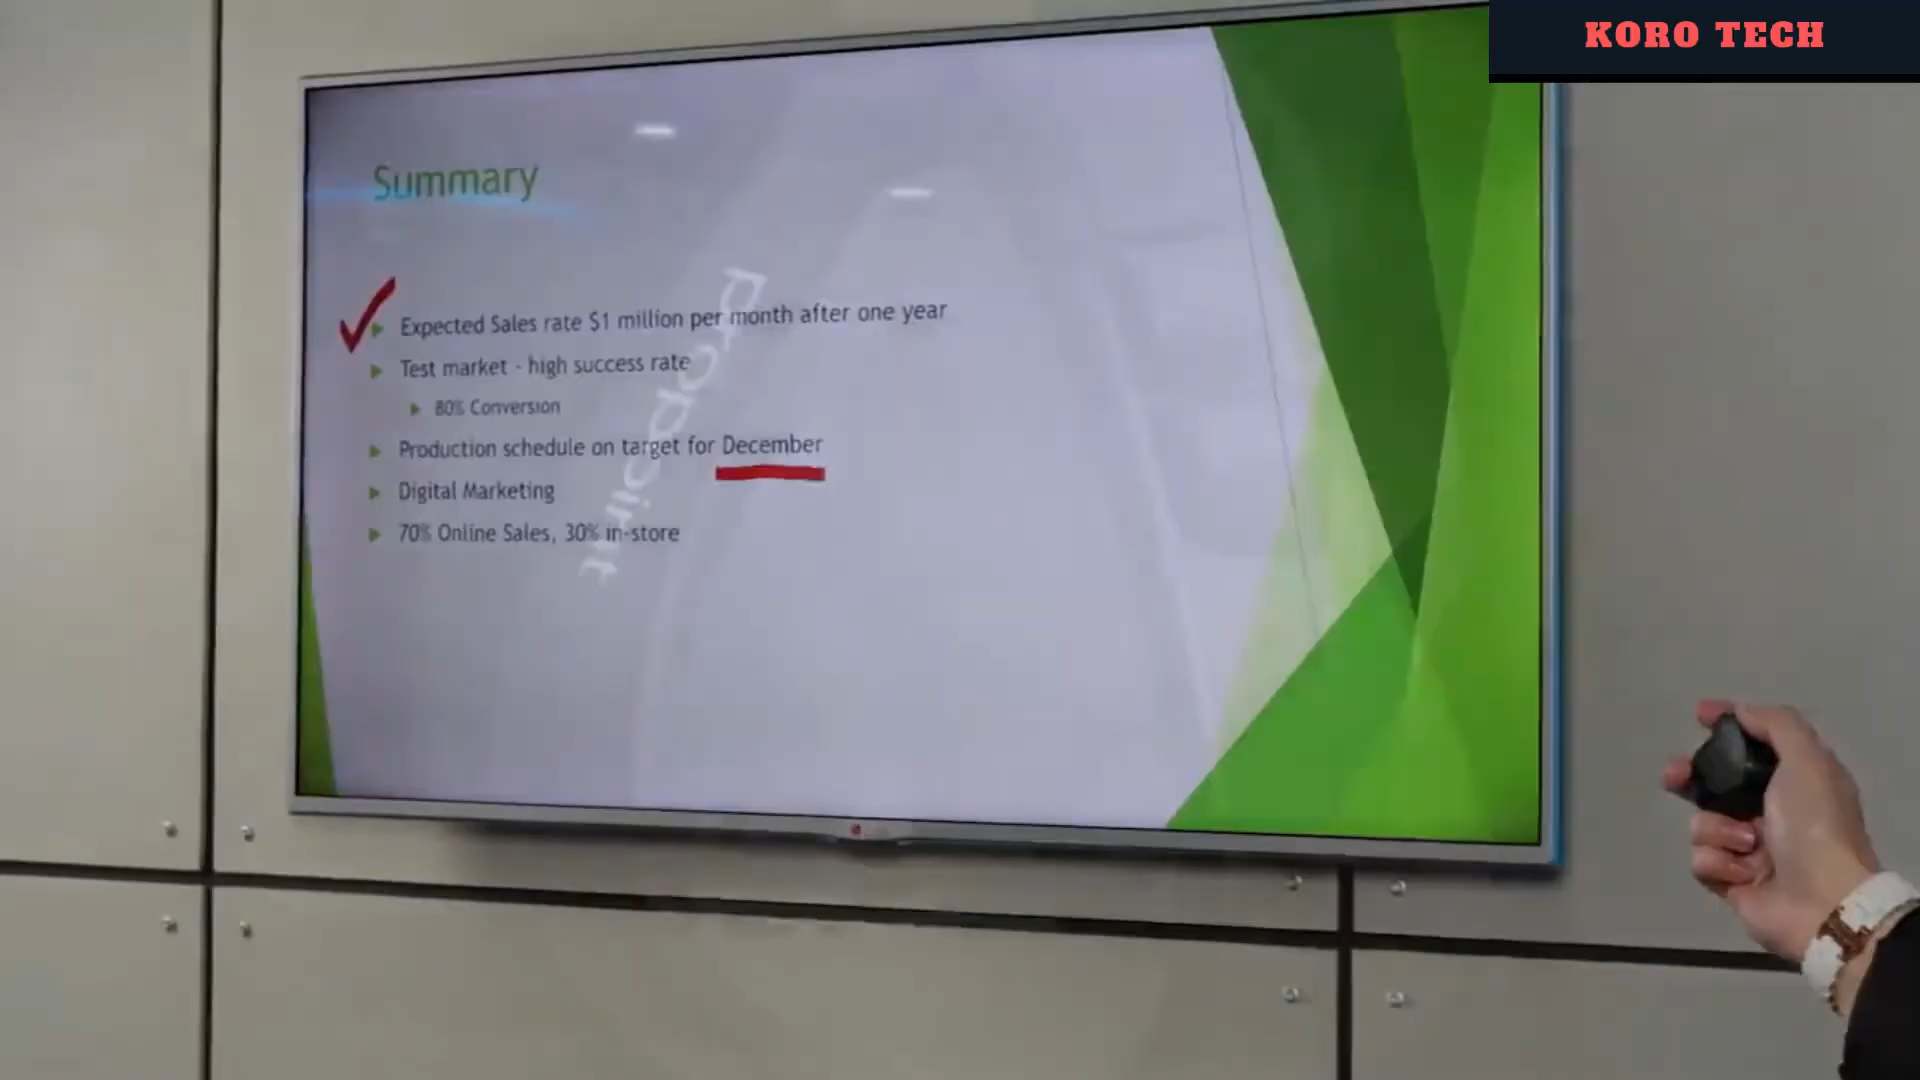 KORO TECH
Summary
Expected Sales rate $1 million per month after one year
Test market - high success rate
80% Conversion
Production schedule on target for December
Digital Marketing
70% Online Sales, 30% in-store
propoint